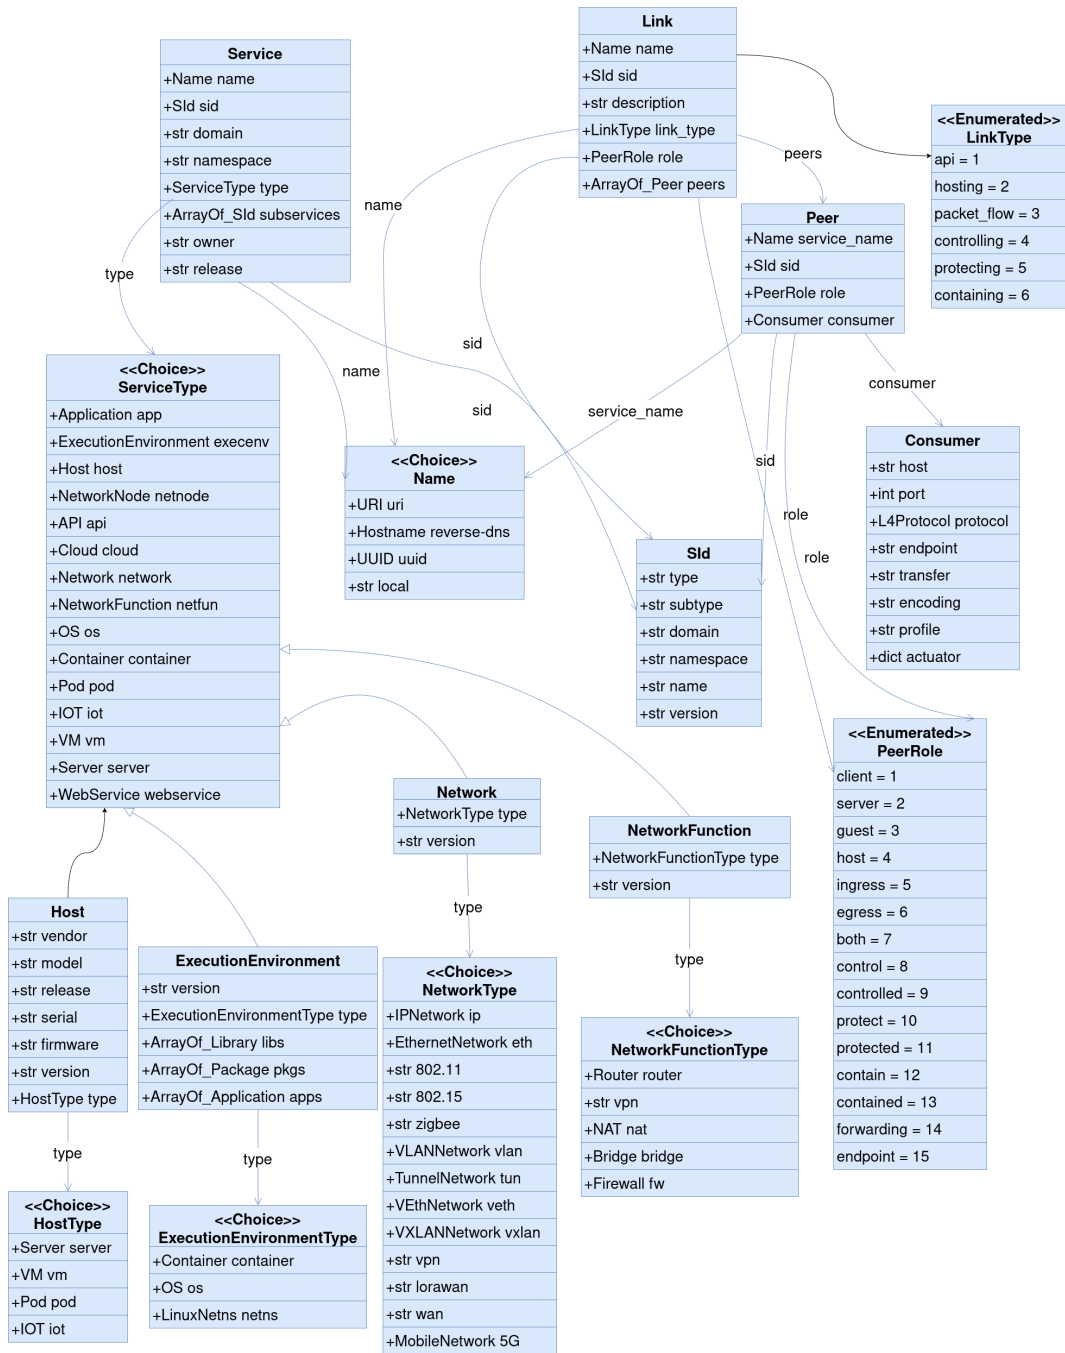 Link
+Name name
+SId sid
+str description
+LinkType link_type
+PeerRole role
+ArrayOf_Peer peers
Service
+Name name
+SId sid
+str domain
+str namespace
+ServiceType type
+ArrayOf_SId subservices
+str owner
+str release
<<Enumerated>>
LinkType
api = 1
hosting = 2
packet_flow = 3
controlling = 4
protecting = 5
containing = 6
peers
name
type
Peer
+Name service_name
+SId sid
+PeerRole role
+Consumer consumer
sid
name
sid
service_name
consumer
sid
role
role
<<Choice>>
ServiceType
+Application app
+ExecutionEnvironment execenv
+Host host
+NetworkNode netnode
+API api
+Cloud cloud
+Network network
+NetworkFunction netfun
+OS os
+Container container
+Pod pod
+IOT iot
+VM vm
+Server server
+WebService webservice
<<Choice>>
Name
+URI uri
+Hostname reverse-dns
+UUID uuid
+str local
Consumer
+str host
+int port
+L4Protocol protocol
+str endpoint
+str transfer
+str encoding
+str profile
+dict actuator
SId
+str type
+str subtype
+str domain
+str namespace
+str name
+str version
<<Enumerated>>
PeerRole
client = 1
server = 2
guest = 3
host = 4
ingress = 5
egress = 6
both = 7
control = 8
controlled = 9
protect = 10
protected = 11
contain = 12
contained = 13
forwarding = 14
endpoint = 15
Network
+NetworkType type
+str version
type
NetworkFunction
+NetworkFunctionType type
+str version
type
Host
+str vendor
+str model
+str release
+str serial
+str firmware
+str version
+HostType type
type
ExecutionEnvironment
+str version
+ExecutionEnvironmentType type
+ArrayOf_Library libs
+ArrayOf_Package pkgs
+ArrayOf_Application apps
type
<<Choice>>
NetworkType
+IPNetwork ip
+EthernetNetwork eth
+str 802.11
+str 802.15
+str zigbee
+VLANNetwork vlan
+TunnelNetwork tun
+VEthNetwork veth
+VXLANNetwork vxlan
+str vpn
+str lorawan
+str wan
+MobileNetwork 5G
<<Choice>>
NetworkFunctionType
+Router router
+str vpn
+NAT nat
+Bridge bridge
+Firewall fw
<<Choice>>
HostType
+Server server
+VM vm
+Pod pod
+IOT iot
<<Choice>>
ExecutionEnvironmentType
+Container container
+OS os
+LinuxNetns netns